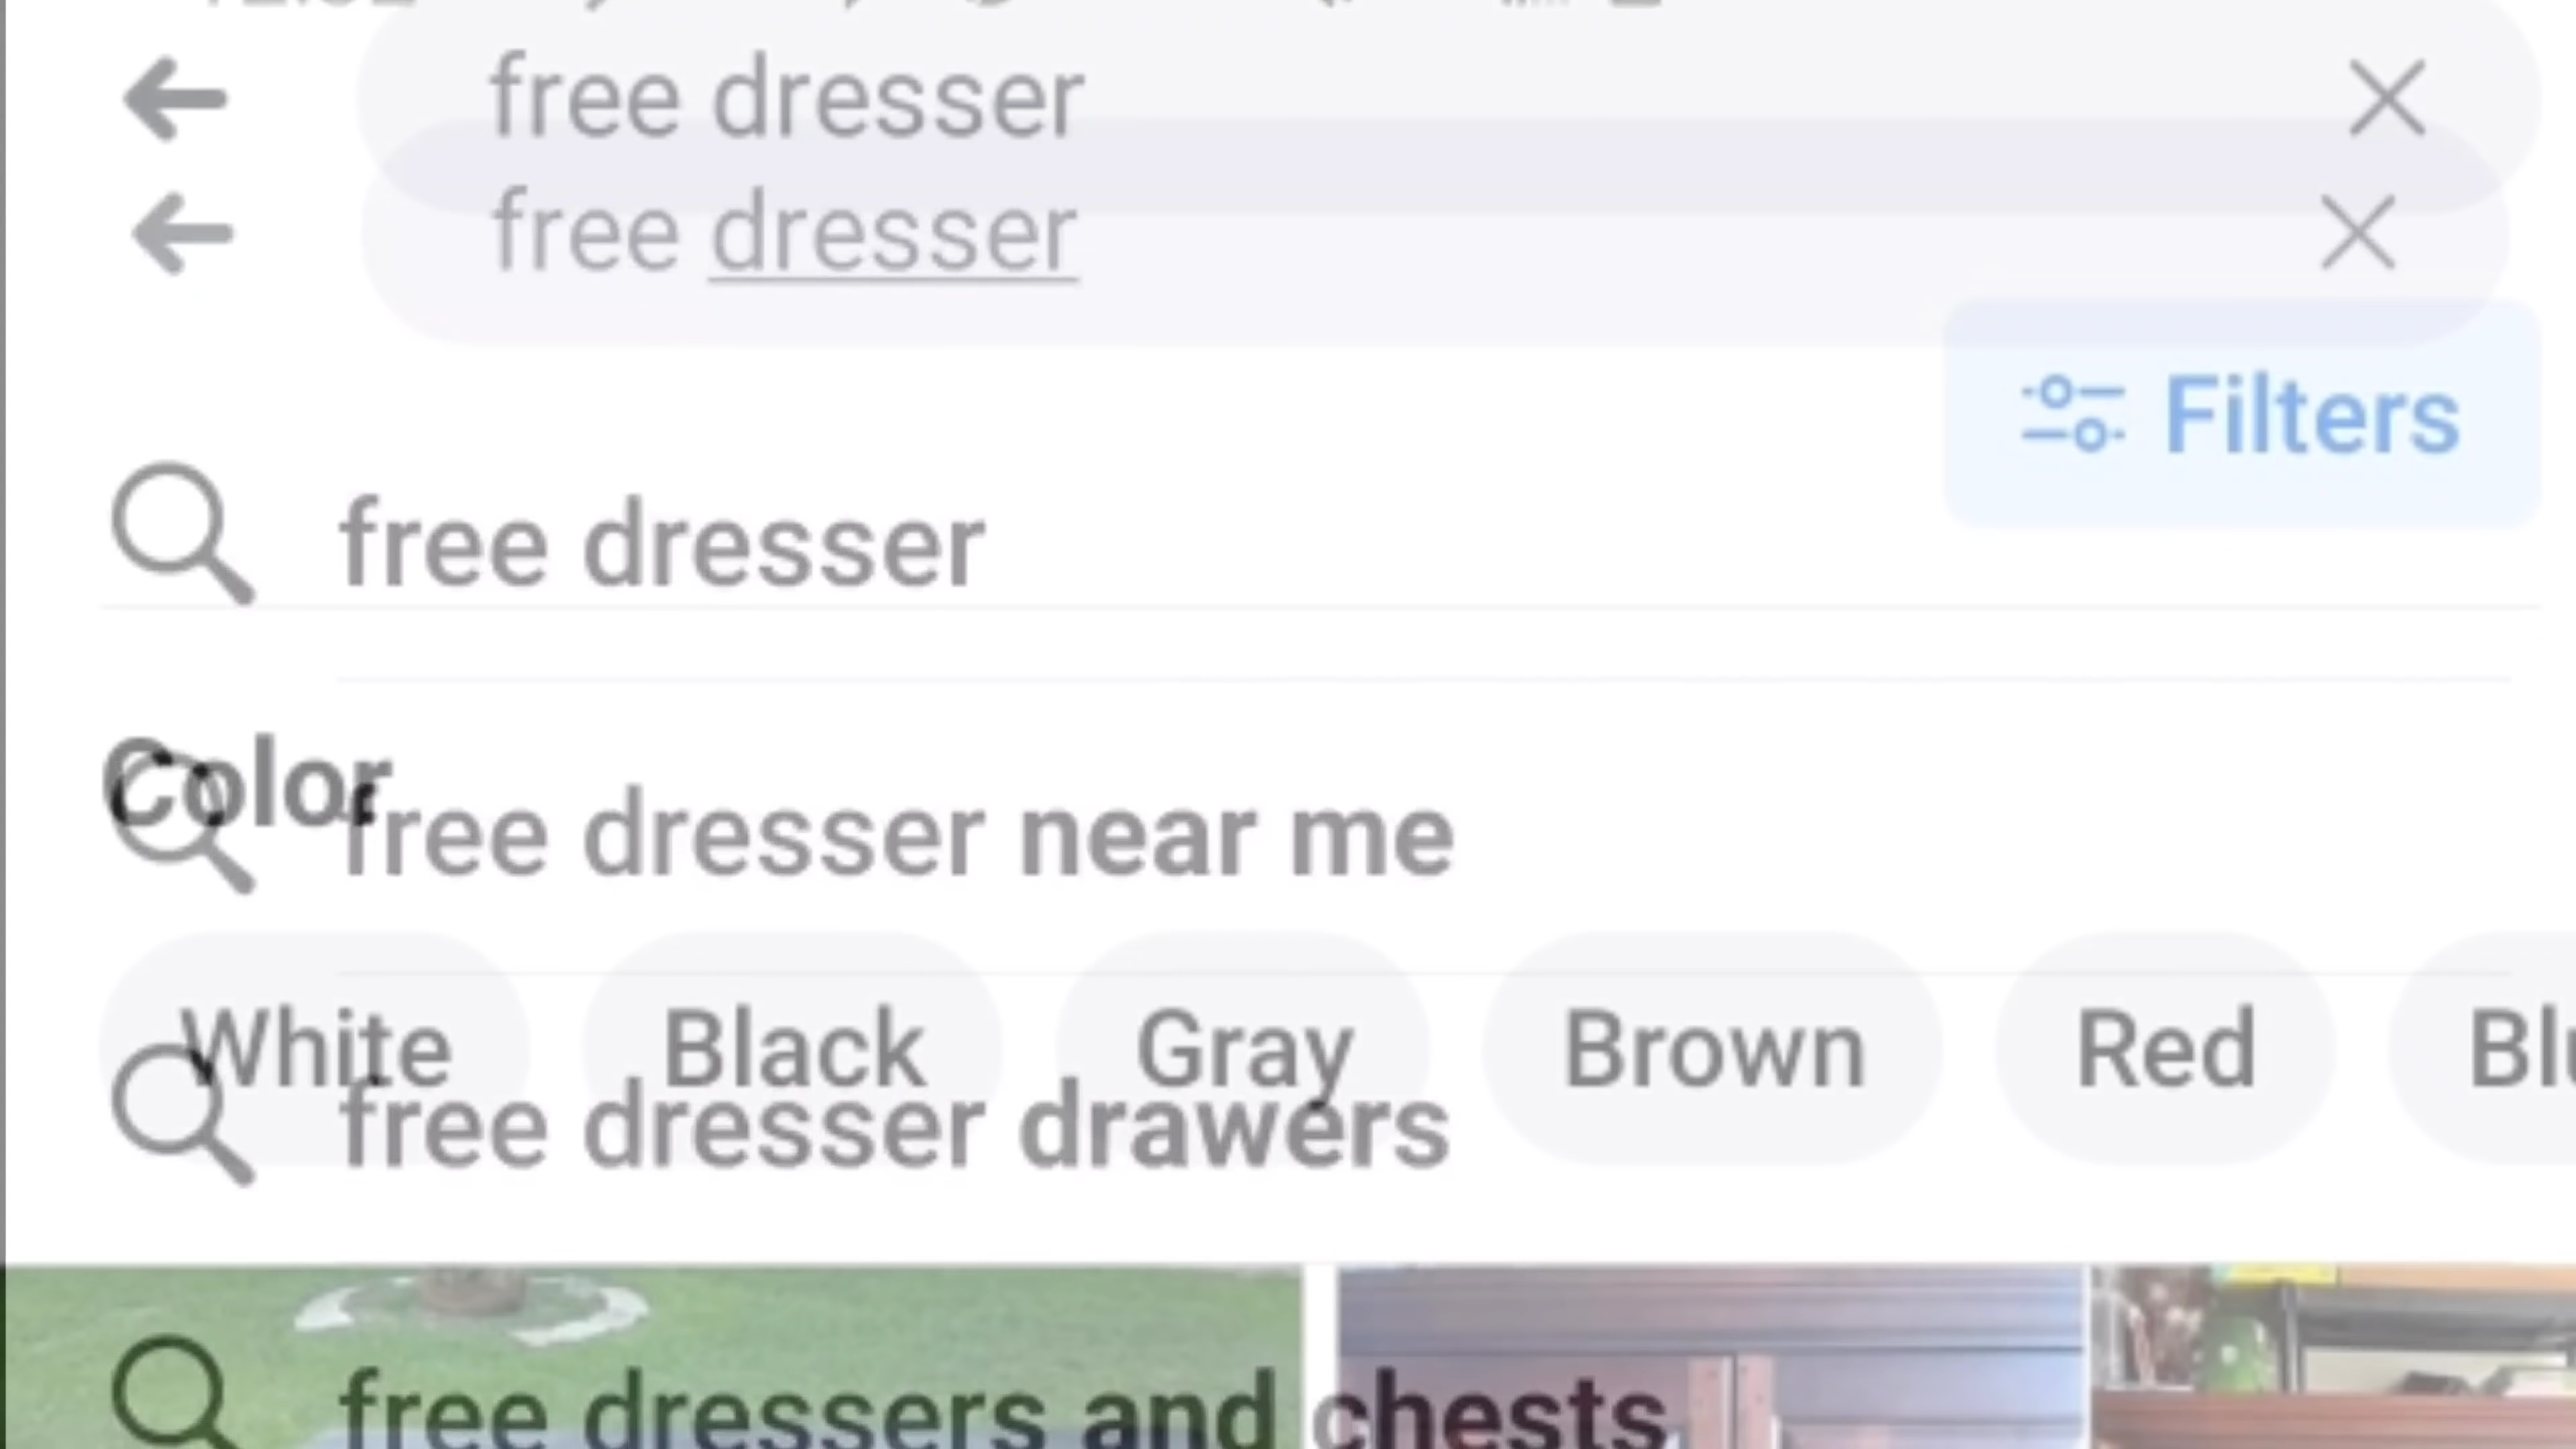 free dresser
free dresser
Filters
free dresser
Color
free dresser near me
White Black Gray Brown Red
free dresser drawers
free dressers and chests